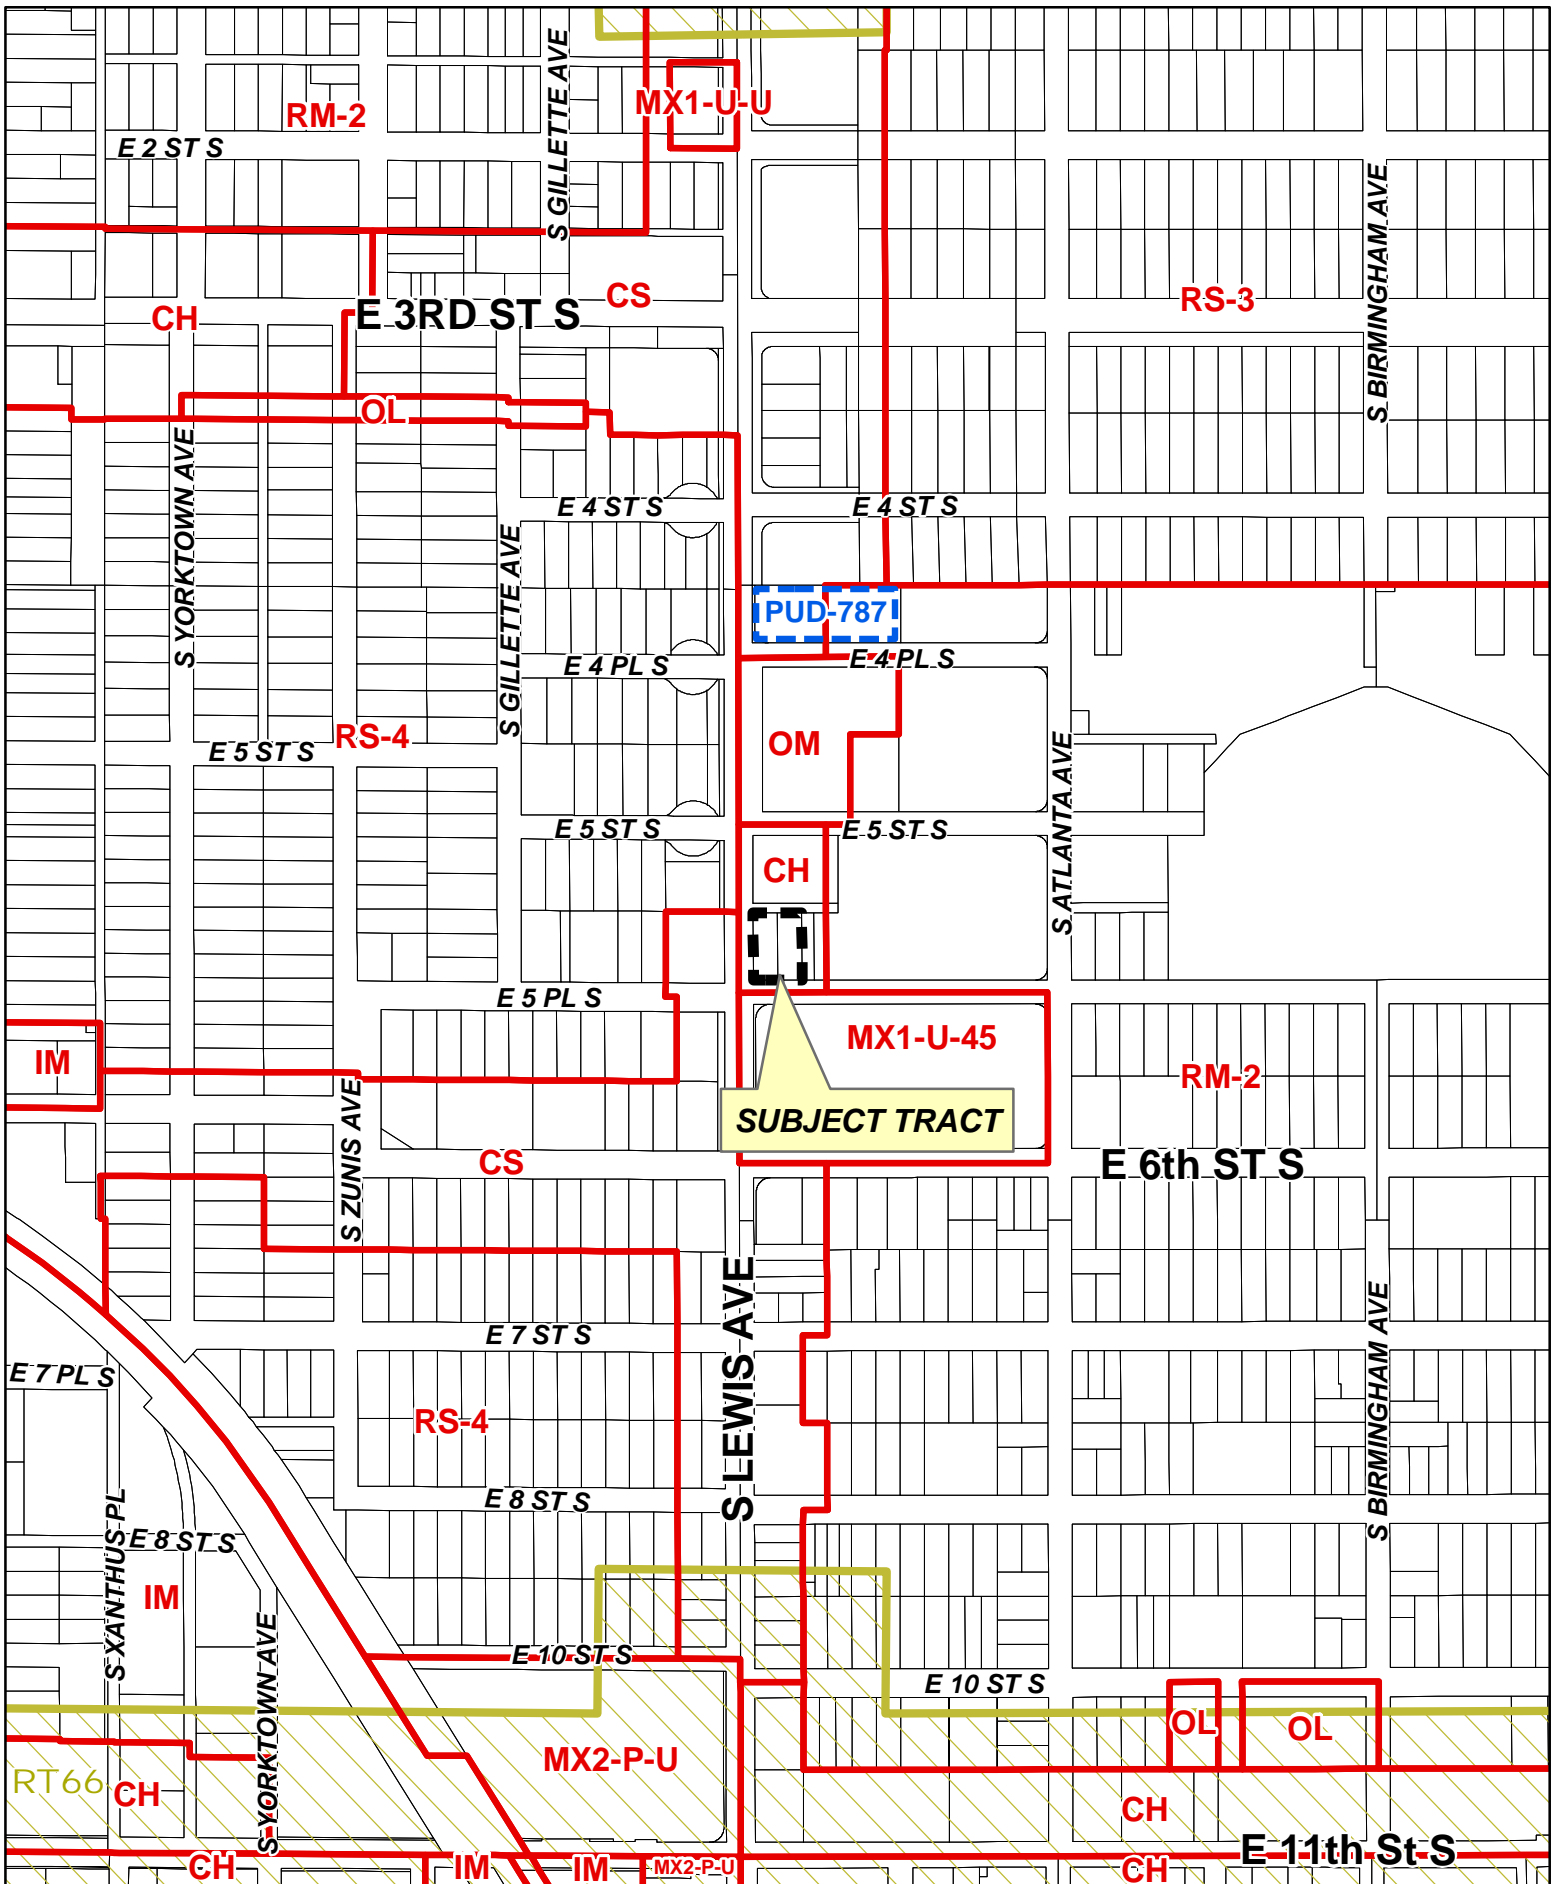 S GILLETTE AVE
MX1-U-U
RM-2
E 2 ST S
S BIRMINGHAM AVE
CS
RS-3
CH
E 3RD ST S
OL
S YORKTOWN AVE
E 4 ST S
E 4 ST S
S GILLETTE AVE
PUD-787
E 4 PL S
E 4 PL S
RS-4
OM
E 5 ST S
S ATLANTA AVE
E 5 ST S
E 5 ST S
CH
E 5 PL S
MX1-U-45
IM
RM-2
SUBJECT TRACT
S ZUNIS AVE
CS
E 6th ST S
S LEWIS AVE
S BIRMINGHAM AVE
E 7 ST S
E 7 PL S
RS-4
E 8 ST S
S XANTHUS PL
E 8 ST S
IM
S YORKTOWN AVE
E 10 ST S
E 10 ST S
OL
OL
MX2-P-U
RT66
CH
CH
E 11th St S
CH
IM
IM
MX2-P-U
CH